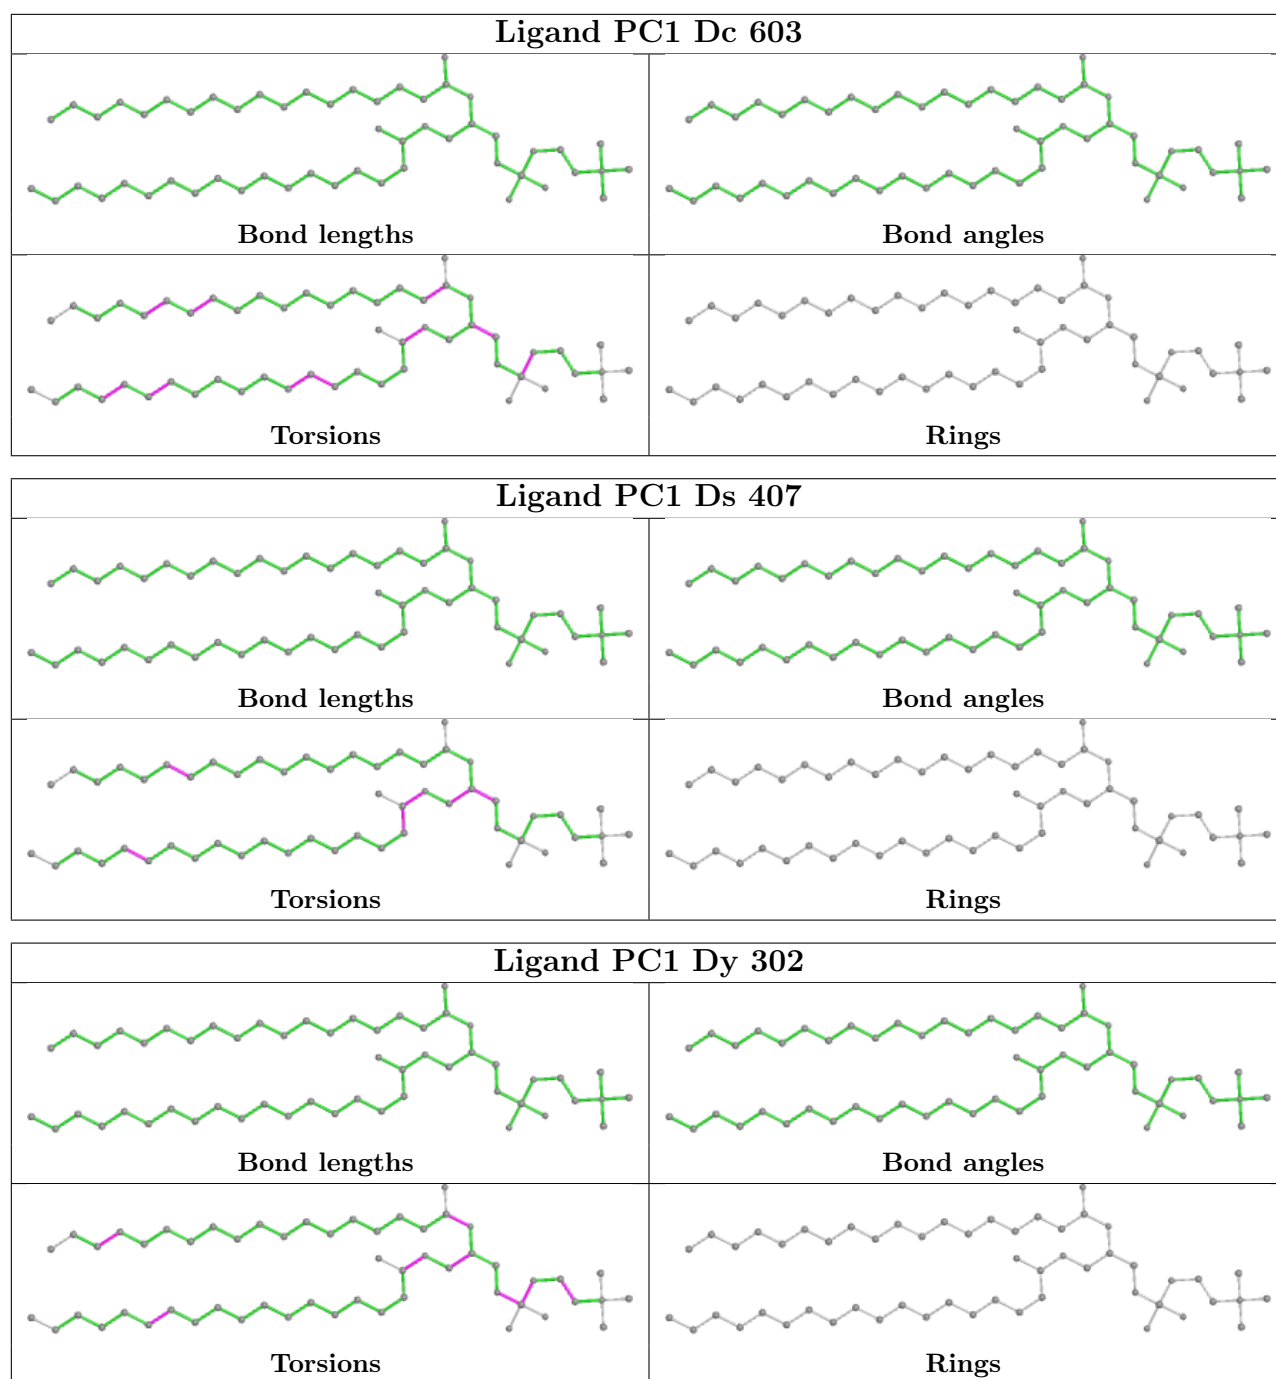 Ligand PC1 Dc 603
Bond lengths
Bond angles
Torsions
Rings
Ligand PC1 Ds 407
Bond lengths
Bond angles
Torsions
Rings
Ligand PC1 Dy 302
Bond lengths
Bond angles
Torsions
Rings